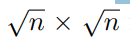 √n × √n